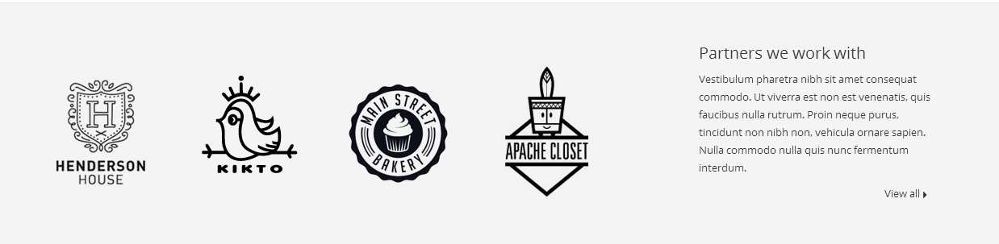 H
HENDERSON
HOUSE
KIKTO
MAIN STREET
BAKERY
APACHE CLOSET
Partners we work with
Vestibulum pharetra nibh sit amet consequat
commodo. Ut viverra est non est venenatis, quis
faucibus nulla rutrum. Proin neque purus,
tincidunt non nibh non, vehicula ornare sapien.
Nulla commodo nulla quis nunc fermentum
interdum.
View all